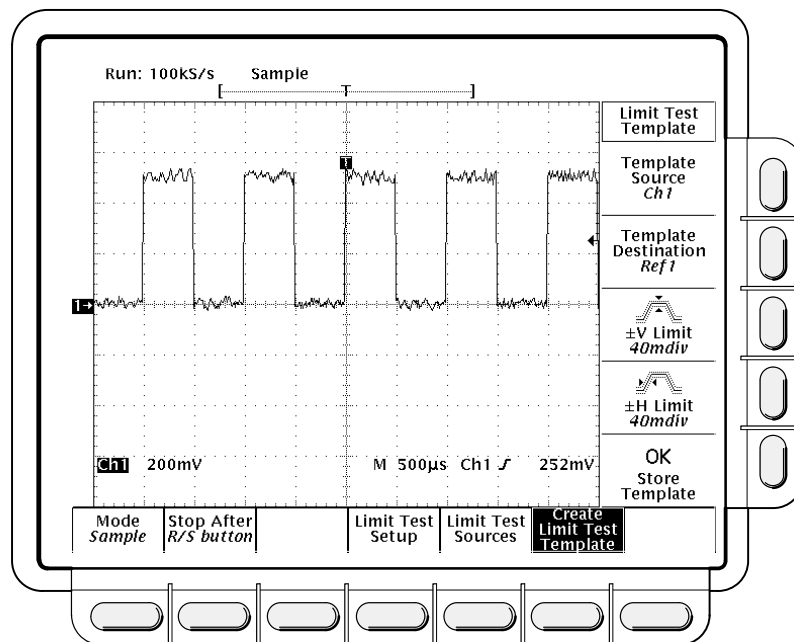 Run: 100kS/s Sample
[ T ]
Limit Test
Template
Template
Source
Ch1
Template
Destination
Ref1
±V Limit
40mdiv
±H Limit
40mdiv
OK
Store
Template
T
1→
Ch1 200mV M 500µs Ch1 252mV
Mode
Sample
Stop After
R/S button
Limit Test
Setup
Limit Test
Sources
Create
Limit Test
Template